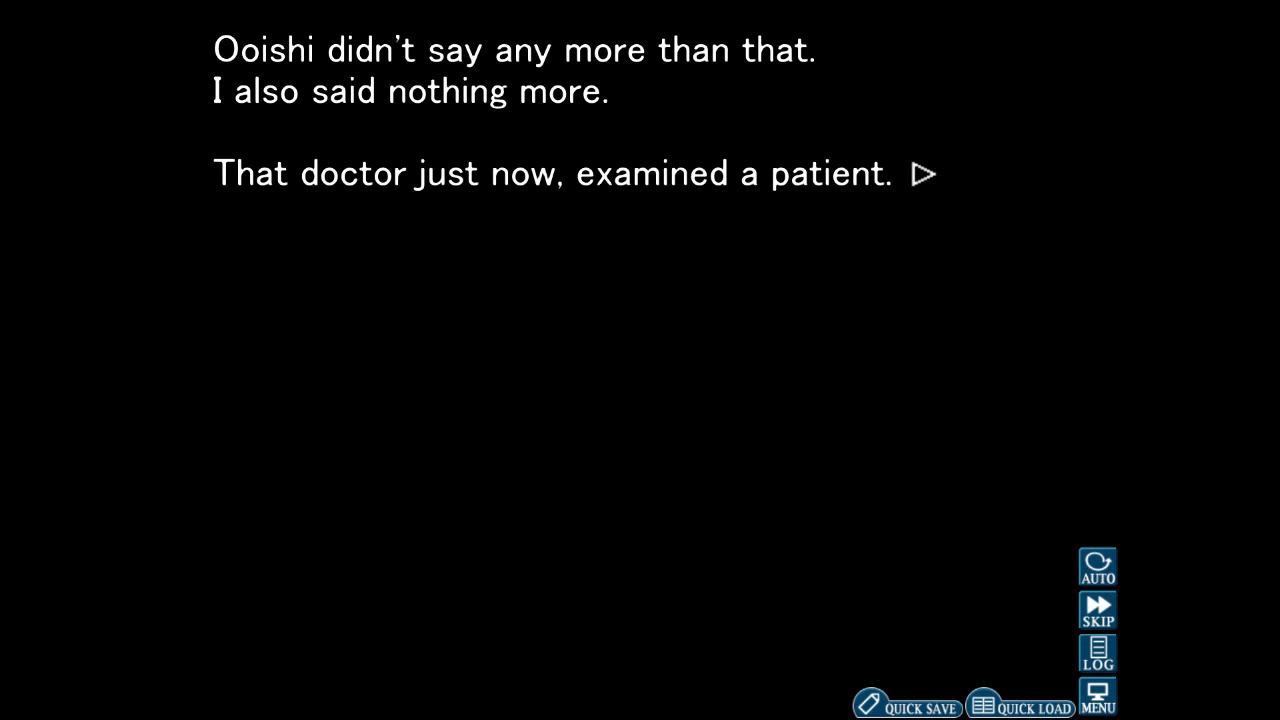 Ooishi didn't say any more than that.
I also said nothing more.
That doctor just now, examined a patient.
AUTO
SKIP
LOG
QUICK SAVE
QUICK LOAD
MENU